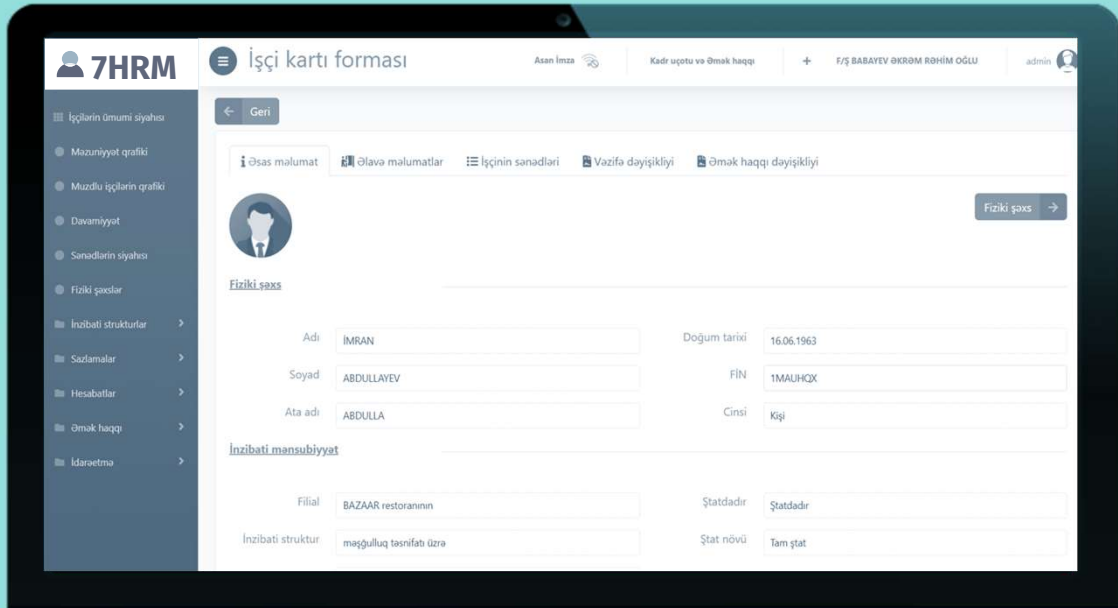 7HRM
İşçi kartı forması
Asan İmza
Kadr uçotu və Əmək haqqı
+
F/Ş BABAYEV ƏKRƏM RƏHİM OĞLU
admin
İşçilərin ümumi siyahısı
Məzuniyyət qrafiki
Muzdlu işçilərin qrafiki
Davamiyyət
Sənədlərin siyahısı
Fiziki şəxslər
İnzibati strukturlar
Sazlamalar
Hesabatlar
Əmək haqqı
İdarəetmə
← Geri
Əsas məlumat
Əlavə məlumatlar
İşçinin sənədləri
Vəzifə dəyişikliyi
Əmək haqqı dəyişikliyi
Fiziki şəxs →
Fiziki şəxs
Adı İMRAN Doğum tarixi 16.06.1963
Soyad ABDULLAYEV FİN 1MAUHQX
Ata adı ABDULLA Cinsi Kişi
İnzibati mənsubiyyət
Filial BAZAAR restoranının Ştatdadır Ştatdadır
İnzibati struktur məşğulluq təsnifatı üzrə Ştat növü Tam ştat